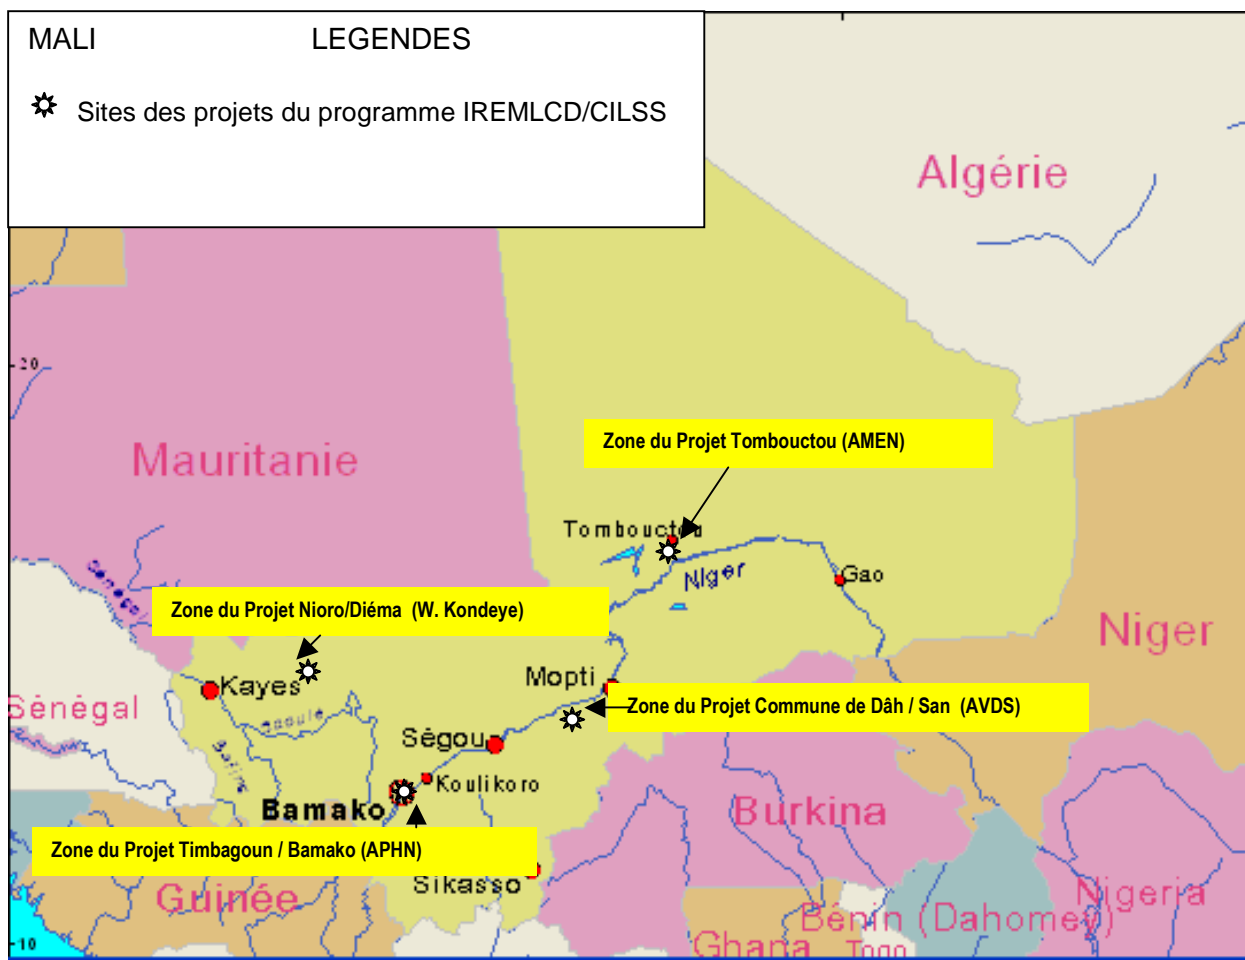 MALI LEGENDES
Sites des projets du programme IREMLCD/CILSS
Algérie
20
Mauritanie
Zone du Projet Tombouctou (AMEN)
Tombouctou
Niger
Gao
Sénégal
Zone du Projet Nioro/Diéma (W. Kondeye)
Niger
Kayes
Mopti
Sénégal
Zone du Projet Commune de Dâh / San (AVDS)
Baoulé
Ségou
Koulikoro
Bamako
Burkina
Zone du Projet Timbagoun / Bamako (APHN)
Sikasso
Guinée
Nigeria
Bénin (Dahomey)
Ghana
Togo
10